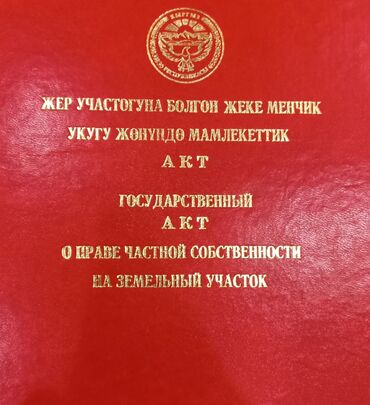 ЖЕР УЧАСТОГУНА БОЛГОН ЖЕКЕ МЕНЧИК
УКУГУ ЖӨНҮНДӨ МАМЛЕКЕТТИК
АКТ
ГОСУДАРСТВЕННЫЙ
АКТ
О ПРАВЕ ЧАСТНОЙ СОБСТВЕННОСТИ
НА ЗЕМЕЛЬНЫЙ УЧАСТОК